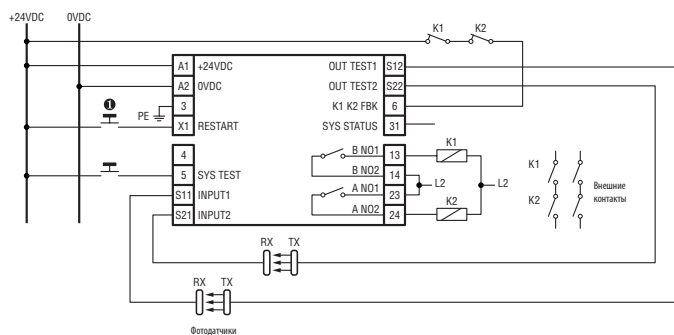 +24VDC 0VDC
K1 K2
A1 +24VDC OUT TEST1 S12
A2 0VDC OUT TEST2 S22
1
PE 3 K1 K2 FBK 6
X1 RESTART SYS STATUS 31
4 B NO1 13 K1
5 SYS TEST B NO2 14
L2 L2
S11 INPUT1 A NO1 23
S21 INPUT2 A NO2 24 K2
K1
K2
Внешние
контакты
RX TX
RX TX
Фотодатчики